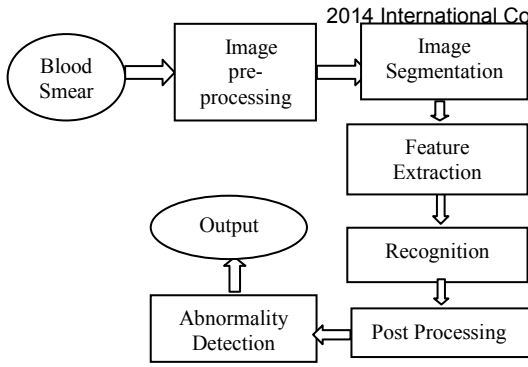 2014 International Co
Blood
Smear
Image
pre-
processing
Image
Segmentation
Feature
Extraction
Recognition
Post Processing
Abnormality
Detection
Output